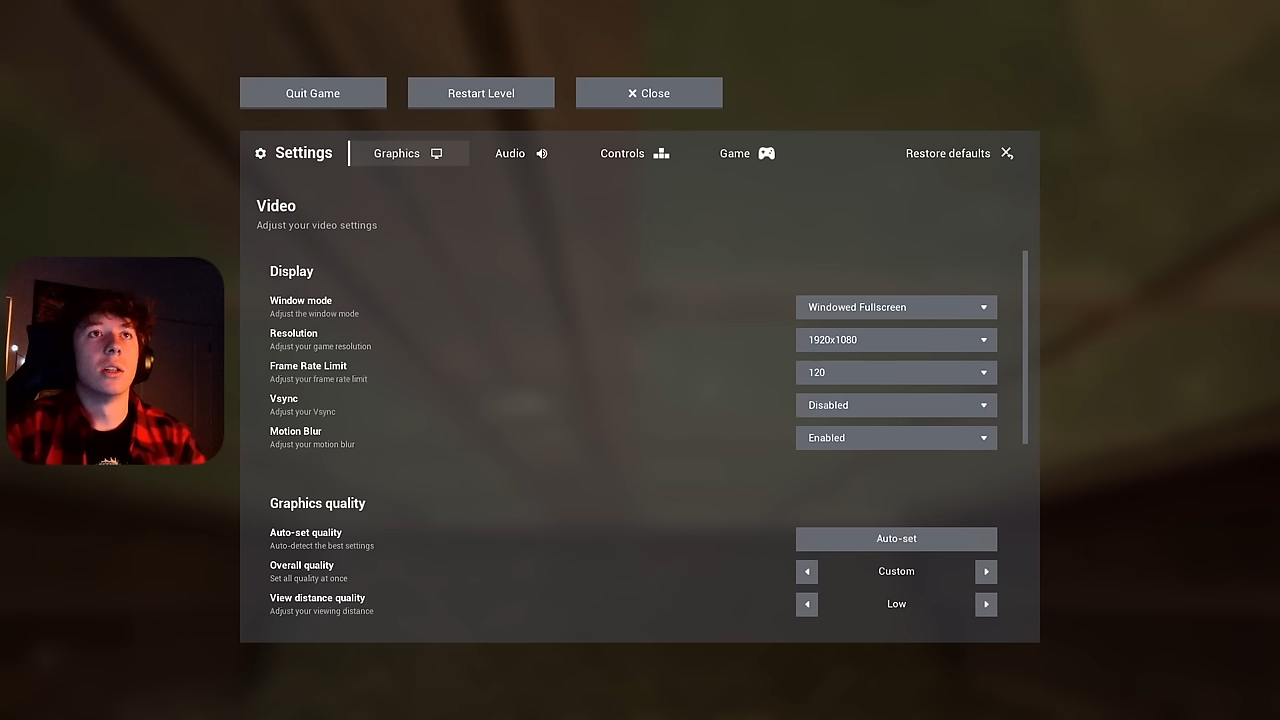 Quit Game
Restart Level
Close
Settings
Graphics
Audio
Controls
Game
Restore defaults
Video
Adjust your video settings
Display
Window mode
Adjust the window mode
Windowed Fullscreen
Resolution
Adjust your game resolution
1920x1080
Frame Rate Limit
Adjust your frame rate limit
120
Vsync
Adjust your Vsync
Disabled
Motion Blur
Adjust your motion blur
Enabled
Graphics quality
Auto-set quality
Auto-detect the best settings
Auto-set
Overall quality
Set all quality at once
Custom
View distance quality
Adjust your viewing distance
Low